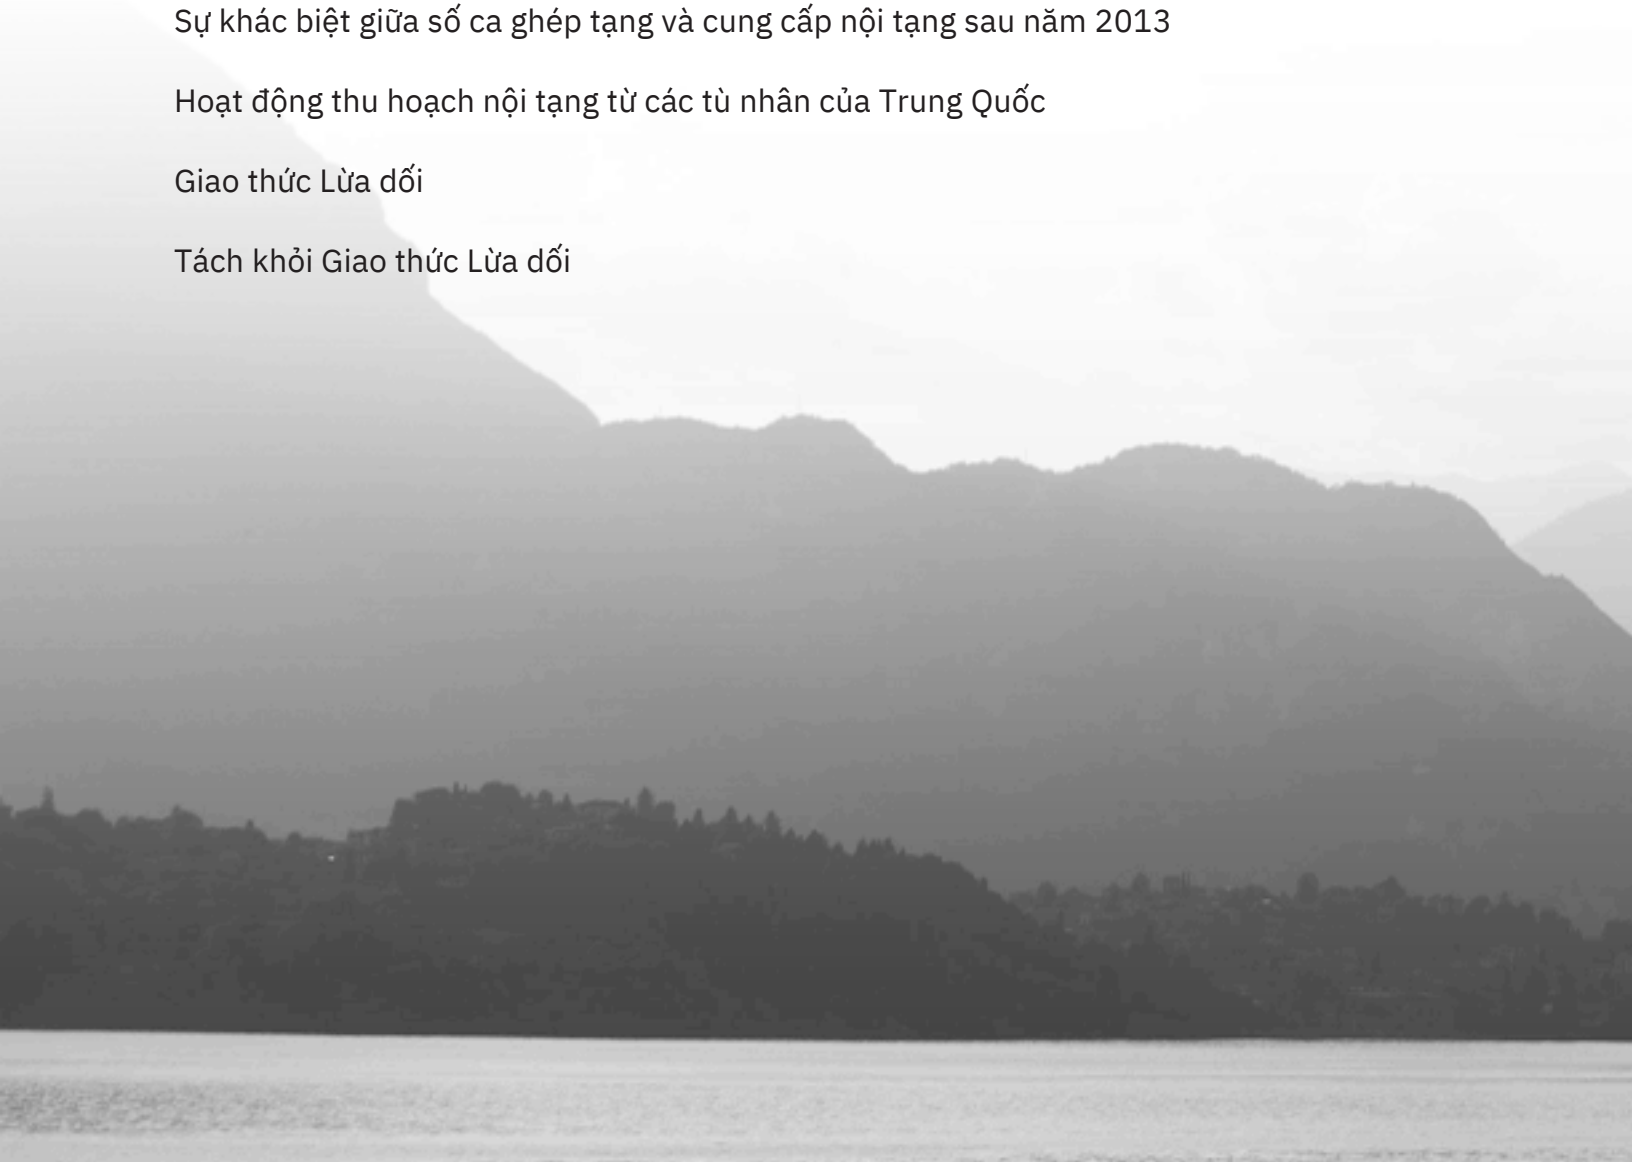 Sự khác biệt giữa số ca ghép tạng và cung cấp nội tạng sau năm 2013
Hoạt động thu hoạch nội tạng từ các tù nhân của Trung Quốc
Giao thức Lừa dối
Tách khỏi Giao thức Lừa dối